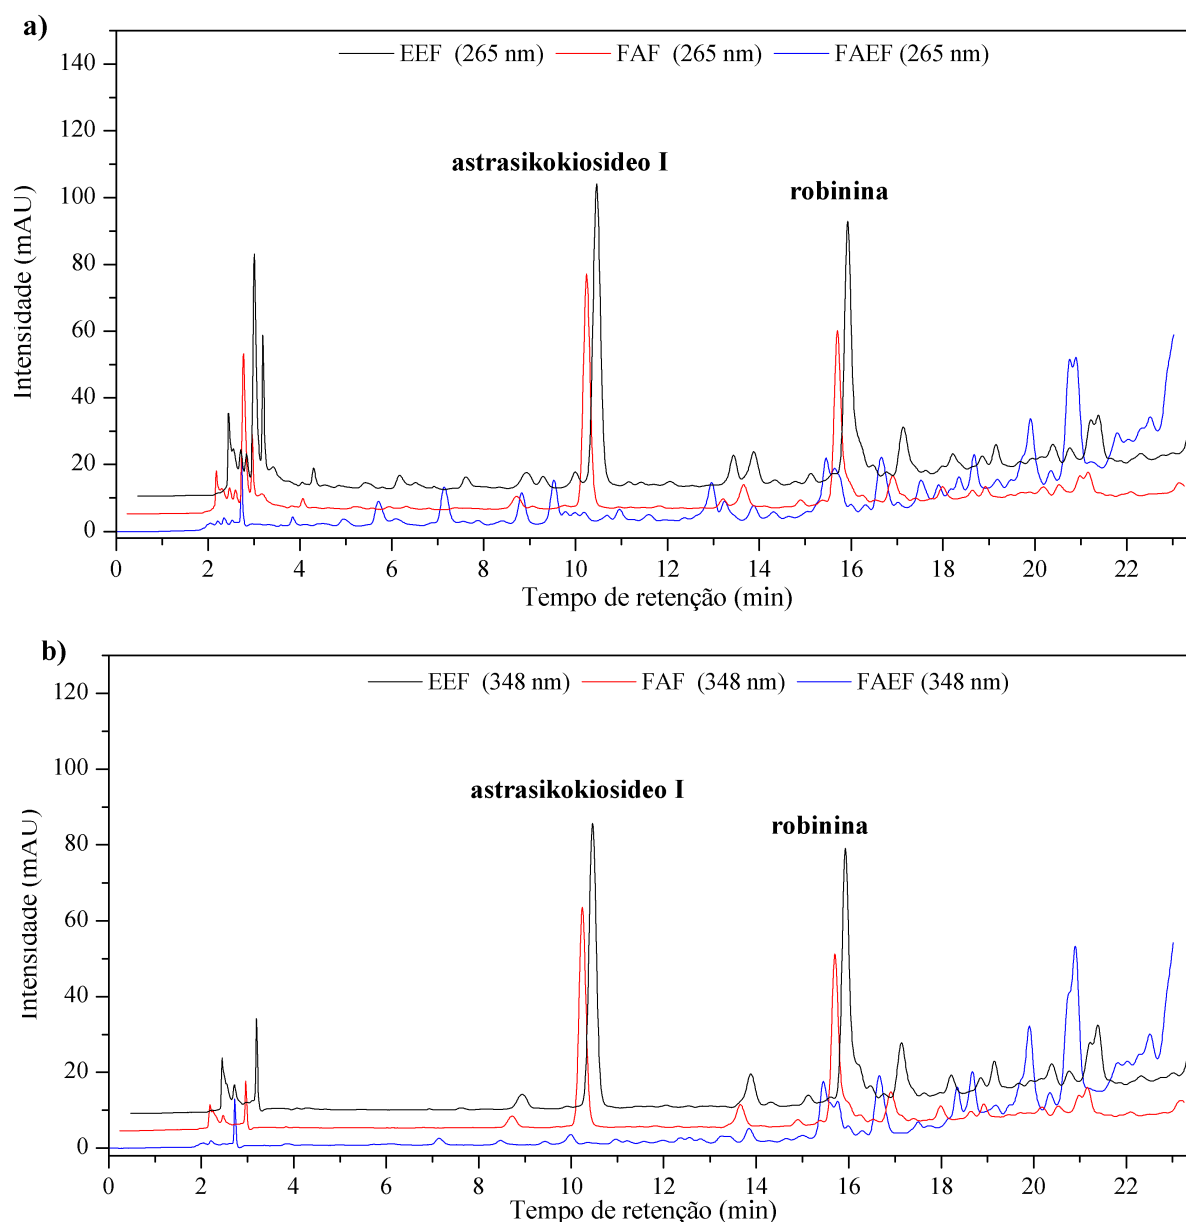 a)
EEF (265 nm) FAF (265 nm) FAEF (265 nm)
140
120
astrasikokiosideo I
robinina
100
80
60
40
20
0
Intensidade (mAU)
0 2 4 6 8 10 12 14 16 18 20 22
Tempo de retenção (min)
b)
EEF (348 nm) FAF (348 nm) FAEF (348 nm)
120
100
astrasikokiosideo I
robinina
80
60
40
20
0
Intensidade (mAU)
0 2 4 6 8 10 12 14 16 18 20 22
Tempo de retenção (min)